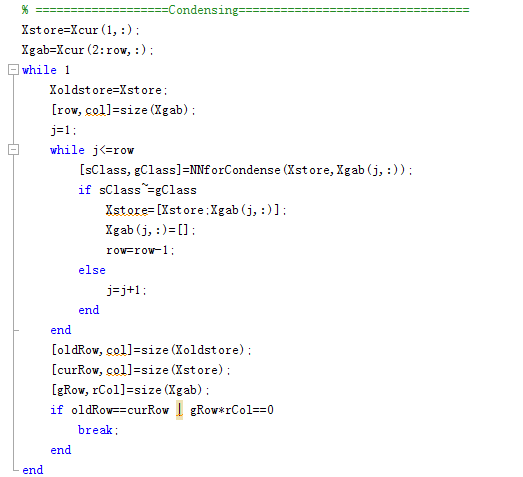 % ===================Condensing=================================
Xstore=Xcur(1,:);
Xgab=Xcur(2:row,:);
while 1
    Xoldstore=Xstore;
    [row,col]=size(Xgab);
    j=1;
    while j<=row
        [sClass,gClass]=NNforCondense(Xstore,Xgab(j,:));
        if sClass~=gClass
            Xstore=[Xstore;Xgab(j,:)];
            Xgab(j,:)=[];
            row=row-1;
        else
            j=j+1;
        end
    end
    [oldRow,col]=size(Xoldstore);
    [curRow,col]=size(Xstore);
    [gRow,rCol]=size(Xgab);
    if oldRow==curRow | gRow*rCol==0
        break;
    end
end